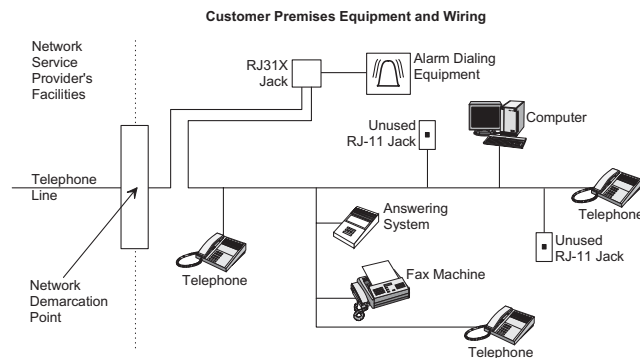 Customer Premises Equipment and Wiring
Network
Service
Provider's
Facilities
RJ31X
Jack
Alarm Dialing
Equipment
Unused
RJ-11 Jack
Computer
Telephone
Line
Telephone
Answering
System
Telephone
Unused
RJ-11 Jack
Fax Machine
Network
Demarcation
Point
Telephone